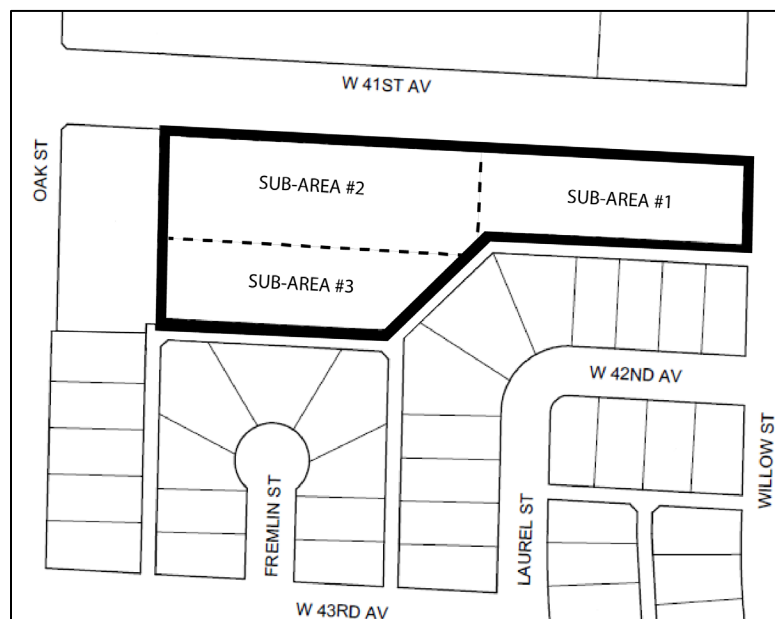 W 41ST AV
OAK ST
SUB-AREA #2
SUB-AREA #1
SUB-AREA #3
W 42ND AV
WILLOW ST
FREMLIN ST
LAUREL ST
W 43RD AV